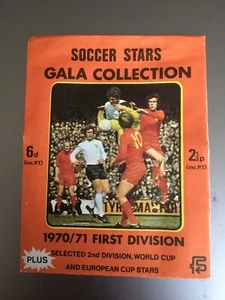 SOCCER STARS
GALA COLLECTION
6d
(inc. P.T.)
2½p
(inc. P.T.)
1970/71 FIRST DIVISION
PLUS
SELECTED 2nd DIVISION, WORLD CUP
AND EUROPEAN CUP STARS